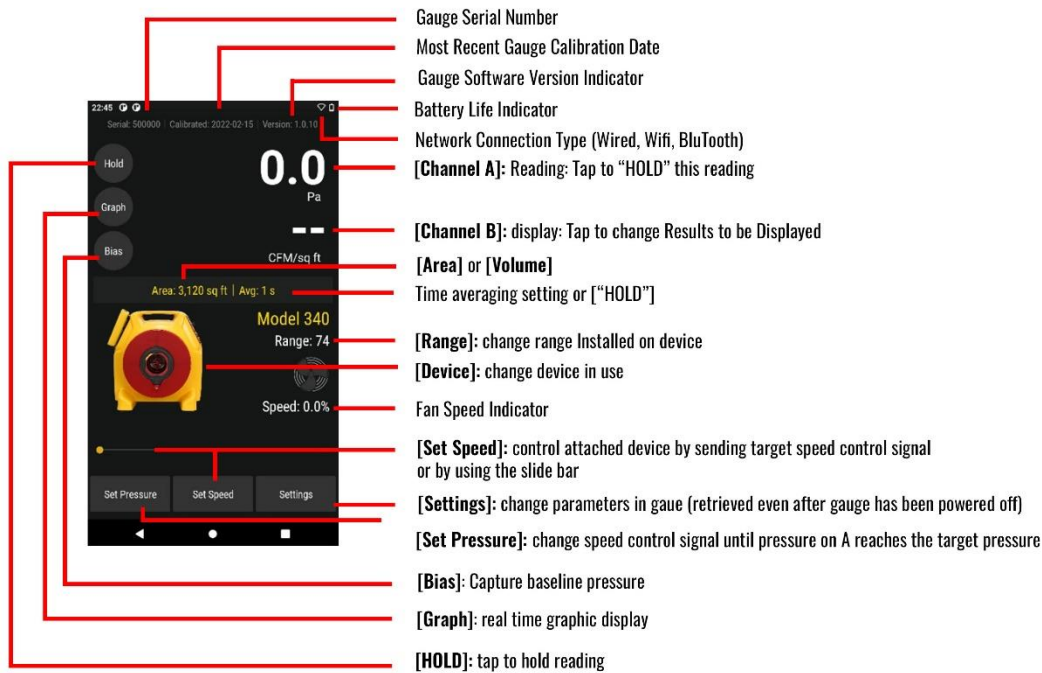 Gauge Serial Number
Most Recent Gauge Calibration Date
Gauge Software Version Indicator
Battery Life Indicator
Network Connection Type (Wired, Wifi, BluTooth)
[Channel A]: Reading: Tap to “HOLD” this reading
[Channel B]: display: Tap to change Results to be Displayed
[Area] or [Volume]
Time averaging setting or [“HOLD”]
[Range]: change range Installed on device
[Device]: change device in use
Fan Speed Indicator
[Set Speed]: control attached device by sending target speed control signal
or by using the slide bar
[Settings]: change parameters in gaue (retrieved even after gauge has been powered off)
[Set Pressure]: change speed control signal until pressure on A reaches the target pressure
[Bias]: Capture baseline pressure
[Graph]: real time graphic display
[HOLD]: tap to hold reading
22:45
Serial: 500000 | Calibrated: 2022-02-15 | Version: 1.0.10
Hold
0.0
Pa
Graph
--
Bias
CFM/sq ft
Area: 3,120 sq ft | Avg: 1 s
Model 340
Range: 74
Speed: 0.0%
Set Pressure
Set Speed
Settings